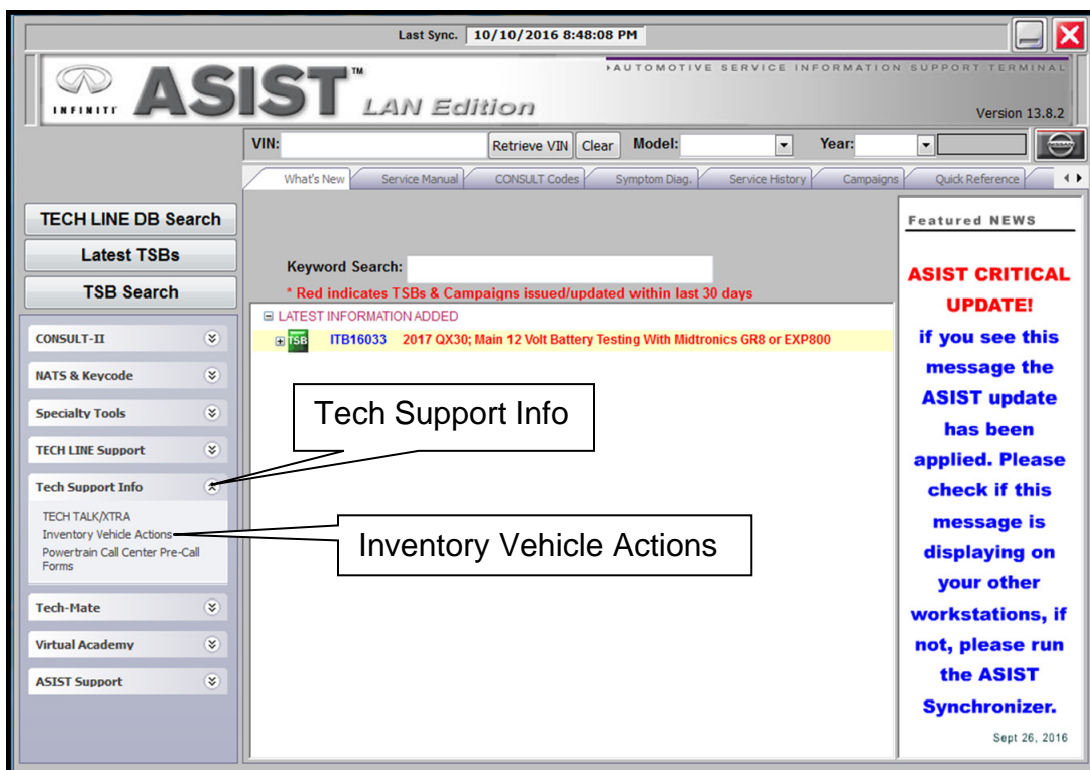 Last Sync. 10/10/2016 8:48:08 PM
INFINITI ASIST™ LAN Edition
AUTOMOTIVE SERVICE INFORMATION SUPPORT TERMINAL
Version 13.8.2
VIN: Retrieve VIN Clear Model: Year:
NISSAN
What's New Service Manual CONSULT Codes Symptom Diag. Service History Campaigns Quick Reference
TECH LINE DB Search
Latest TSBs
TSB Search
CONSULT-II
NATS & Keycode
Specialty Tools
TECH LINE Support
Tech Support Info
TECH TALK/XTRA
Inventory Vehicle Actions
Powertrain Call Center Pre-Call
Forms
Tech-Mate
Virtual Academy
ASIST Support
Keyword Search:
* Red indicates TSBs & Campaigns issued/updated within last 30 days
LATEST INFORMATION ADDED
TSB ITB16033 2017 QX30; Main 12 Volt Battery Testing With Midtronics GR8 or EXP800
Tech Support Info
Inventory Vehicle Actions
Featured NEWS
ASIST CRITICAL
UPDATE!
if you see this
message the
ASIST update
has been
applied. Please
check if this
message is
displaying on
your other
workstations, if
not, please run
the ASIST
Synchronizer.
Sept 26, 2016